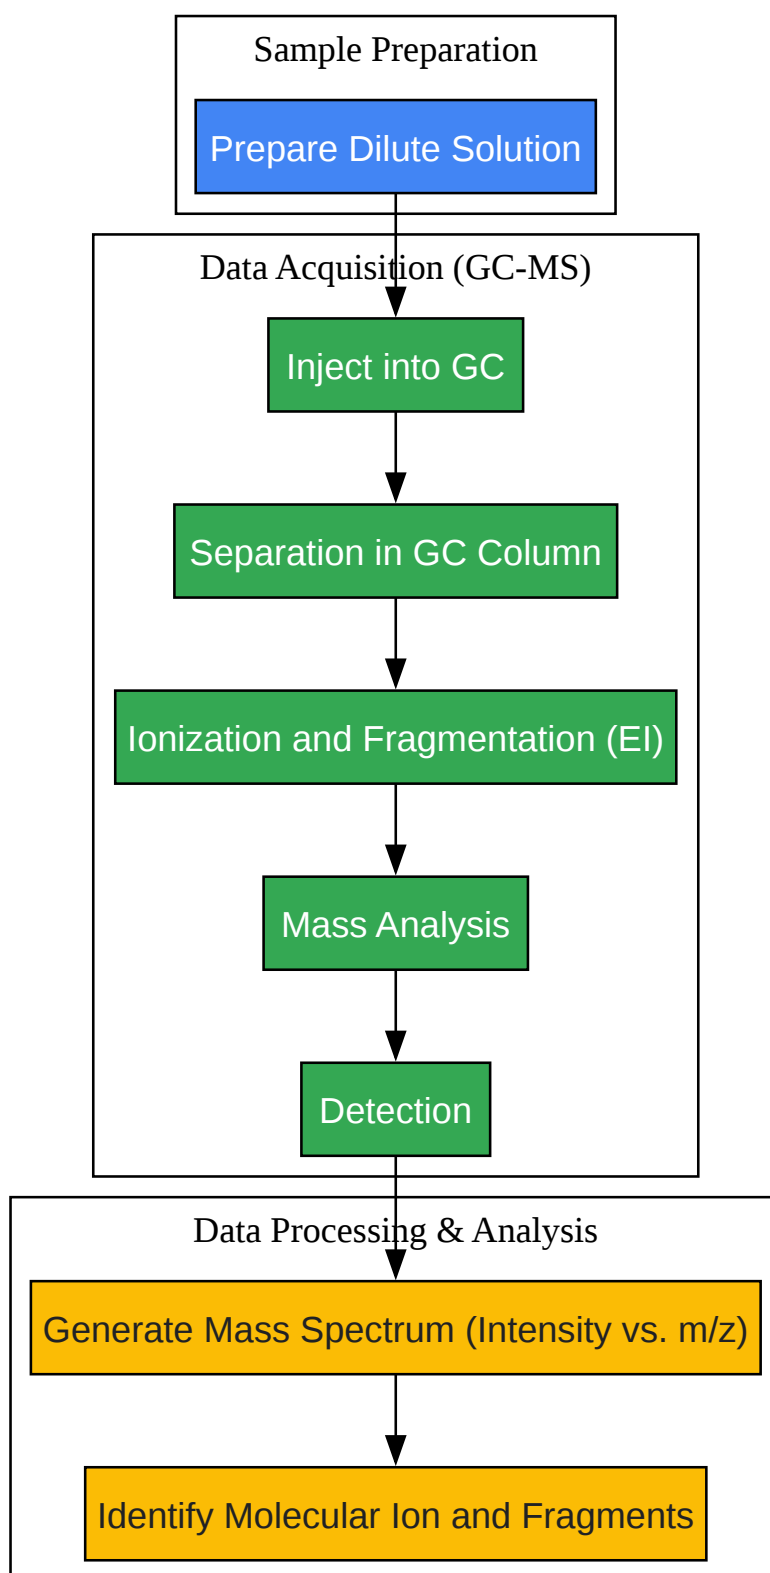 Sample Preparation
Prepare Dilute Solution
Data Acquisition (GC-MS)
Inject into GC
Separation in GC Column
Ionization and Fragmentation (EI)
Mass Analysis
Detection
Data Processing & Analysis
Generate Mass Spectrum (Intensity vs. m/z)
Identify Molecular Ion and Fragments